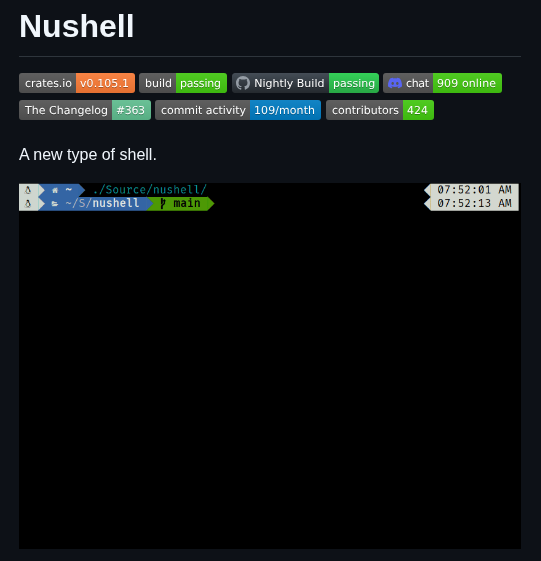 Nushell
crates.io v0.105.1 build passing Nightly Build passing chat 909 online
The Changelog #363 commit activity 109/month contributors 424
A new type of shell.
~ ./Source/nushell/ 07:52:01 AM
~/S/nushell main 07:52:13 AM